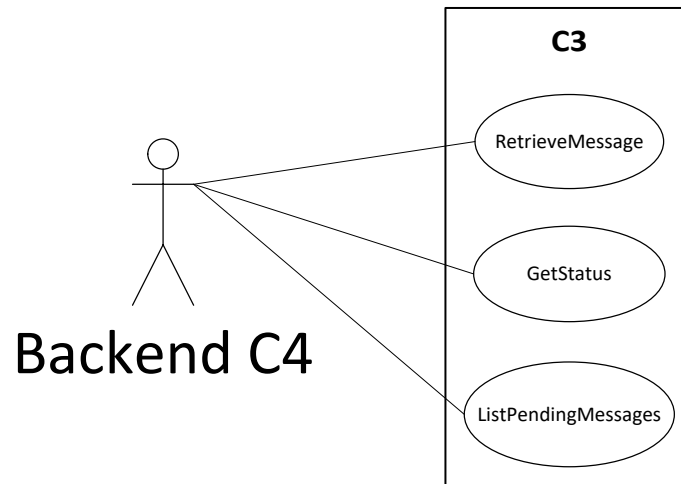 C3
RetrieveMessage
GetStatus
Backend C4
ListPendingMessages